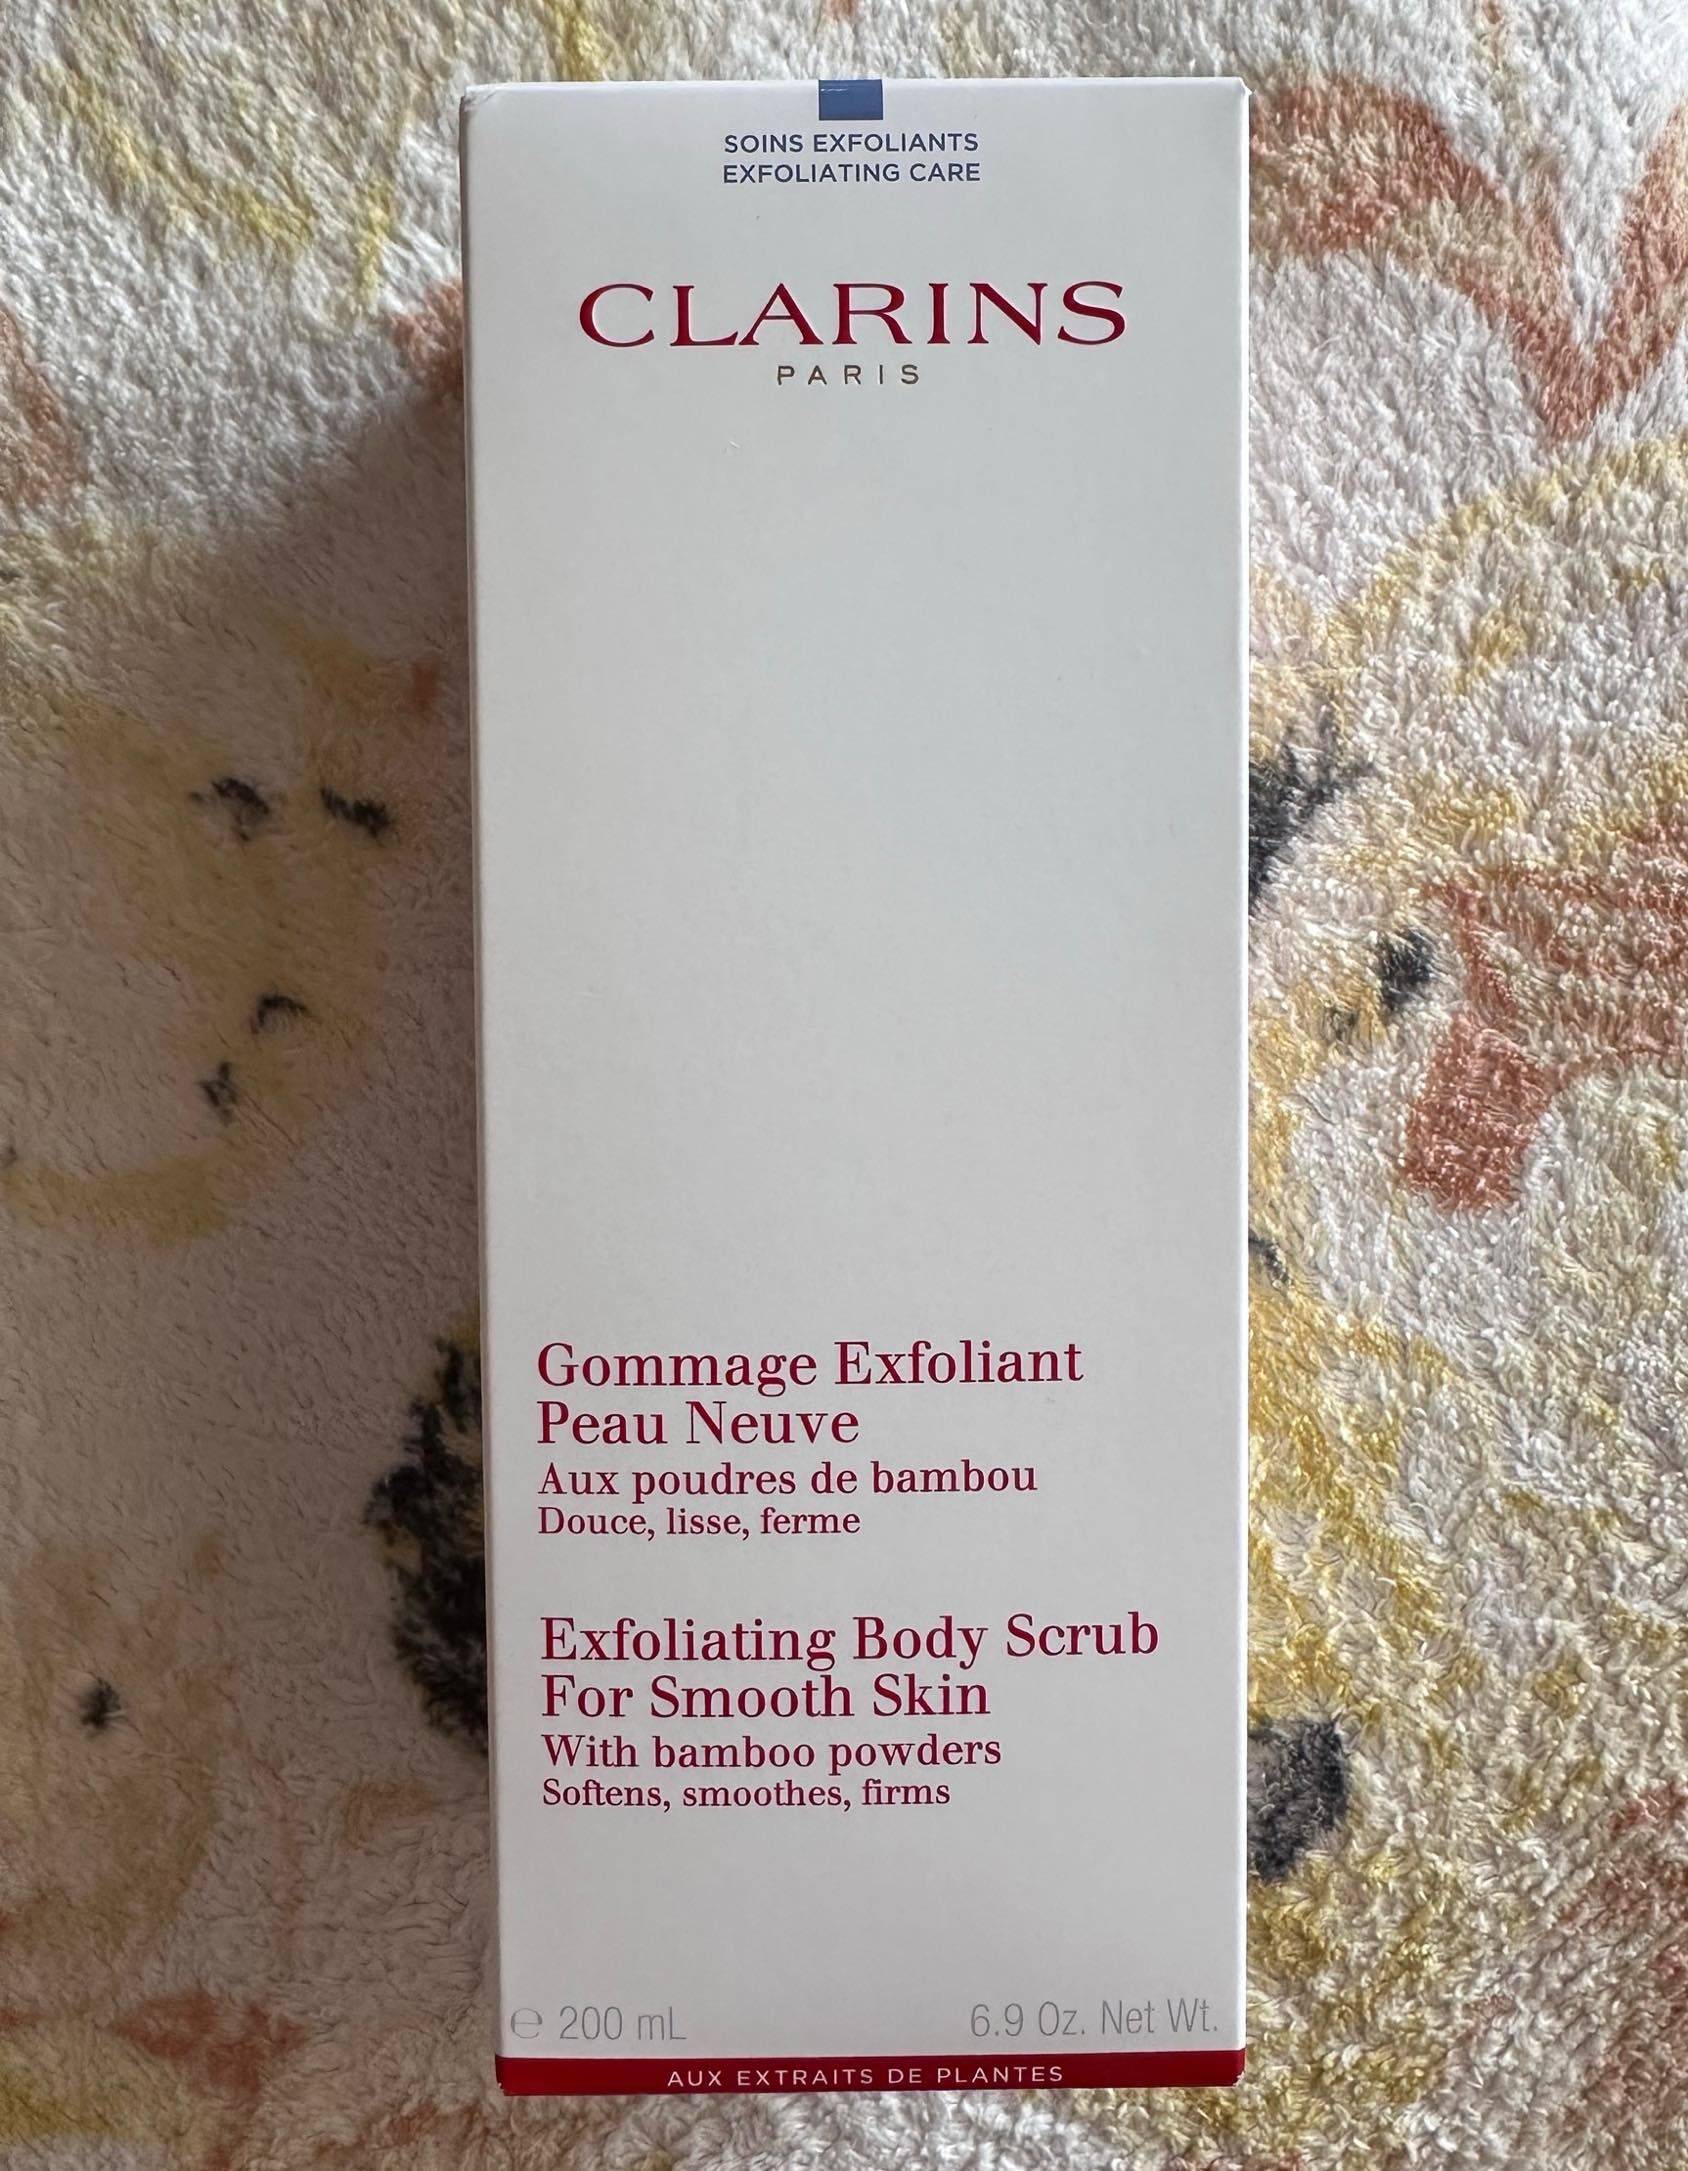 SOINS EXFOLIANTS
EXFOLIATING CARE
CLARINS
PARIS
Gommage Exfoliant
Peau Neuve
Aux poudres de bambou
Douce, lisse, ferme
Exfoliating Body Scrub
For Smooth Skin
With bamboo powders
Softens, smoothes, firms
℮ 200 mL 6.9 Oz. Net Wt.
AUX EXTRAITS DE PLANTES